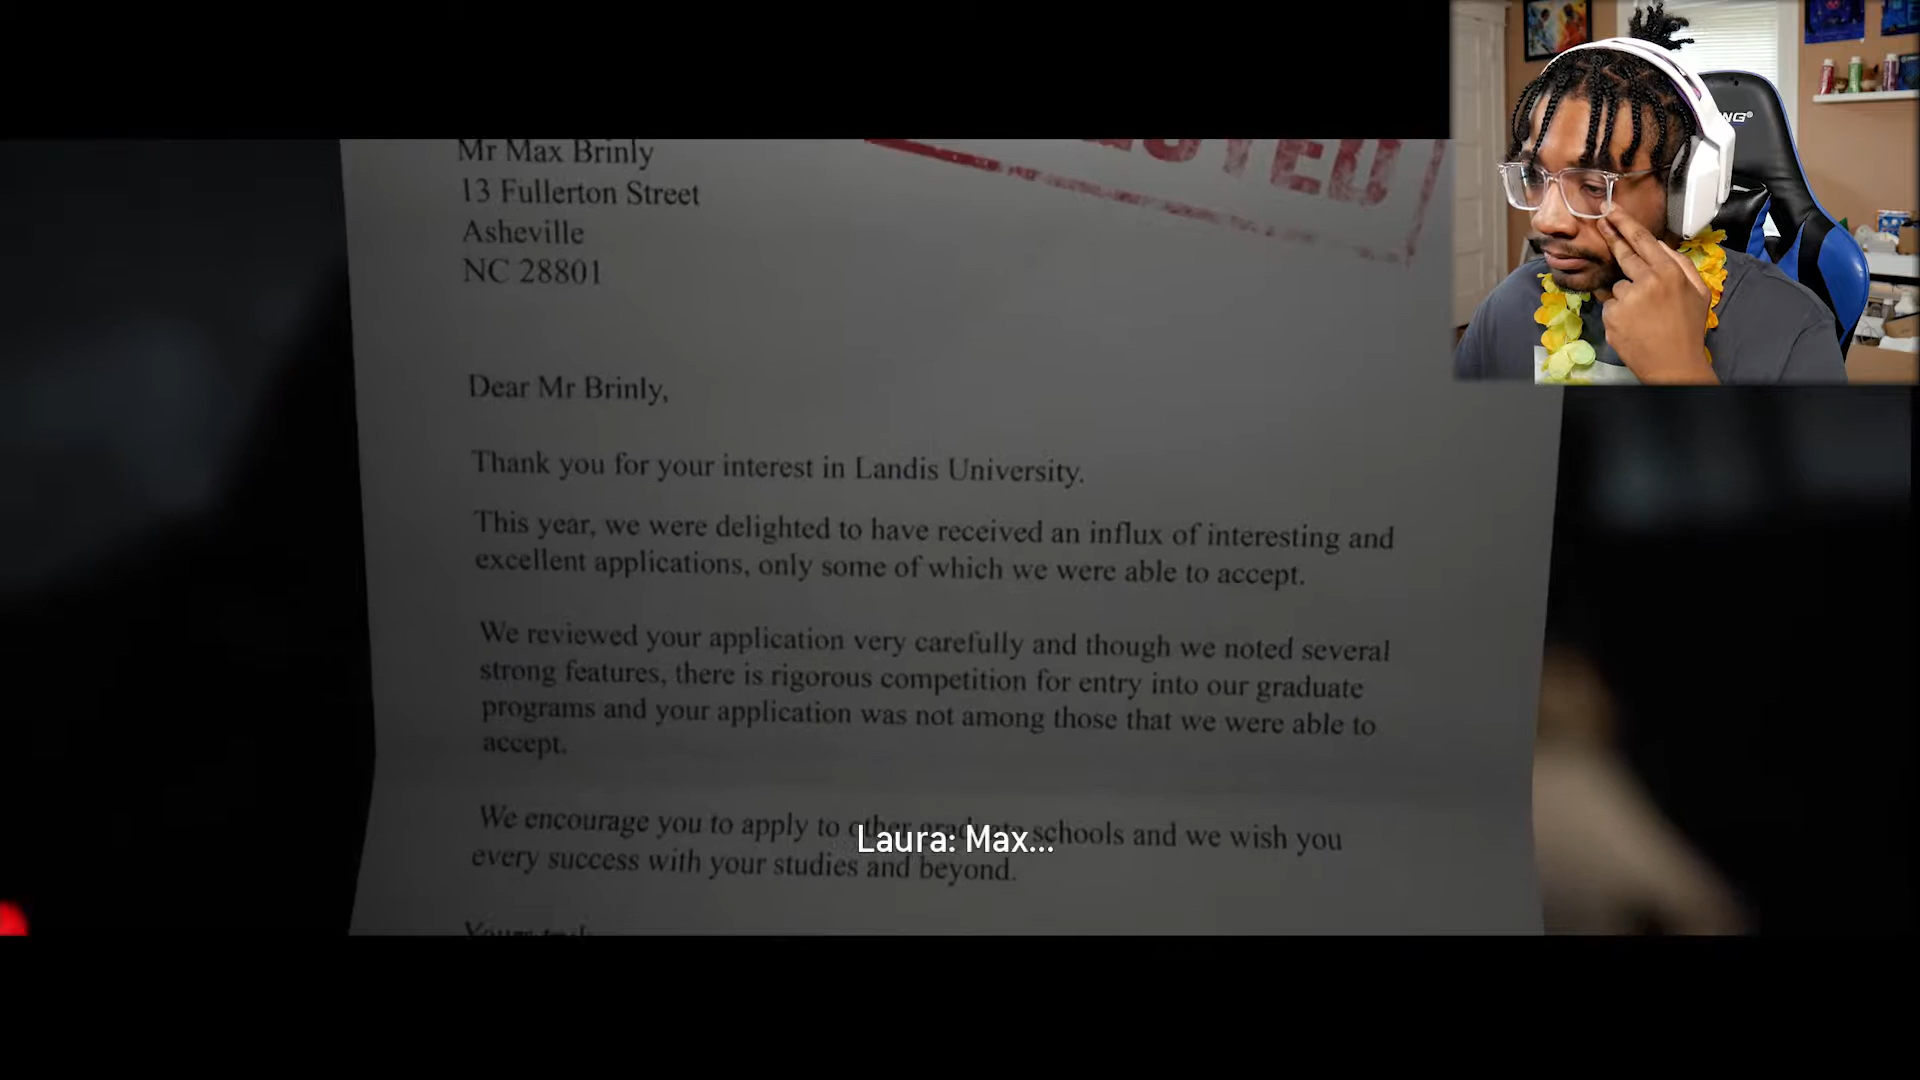 Mr Max Brinly
13 Fullerton Street
Asheville
NC 28801
Dear Mr Brinly,
Thank you for your interest in Landis University.
This year, we were delighted to have received an influx of interesting and
excellent applications, only some of which we were able to accept.
We reviewed your application very carefully and though we noted several
strong features, there is rigorous competition for entry into our graduate
programs and your application was not among those that we were able to
accept.
We encourage you to apply to other graduate schools and we wish you
every success with your studies and beyond.
Laura: Max...